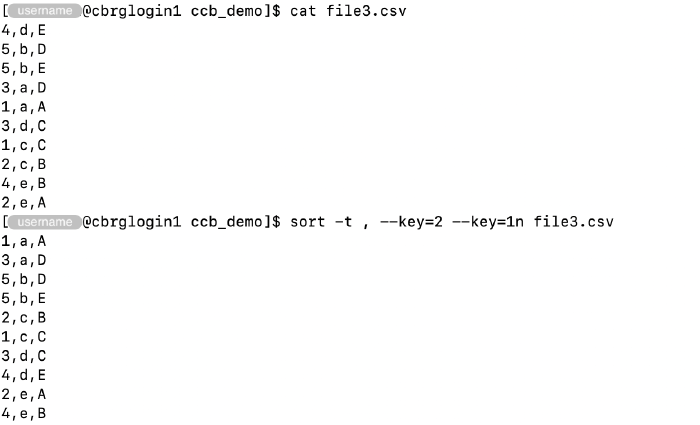 [username@cbrglogin1 ccb_demo]$ cat file3.csv
4,d,E
5,b,D
5,b,E
3,a,D
1,a,A
3,d,C
1,c,C
2,c,B
4,e,B
2,e,A
[username@cbrglogin1 ccb_demo]$ sort -t , --key=2 --key=1n file3.csv
1,a,A
3,a,D
5,b,D
5,b,E
2,c,B
1,c,C
3,d,C
4,d,E
2,e,A
4,e,B